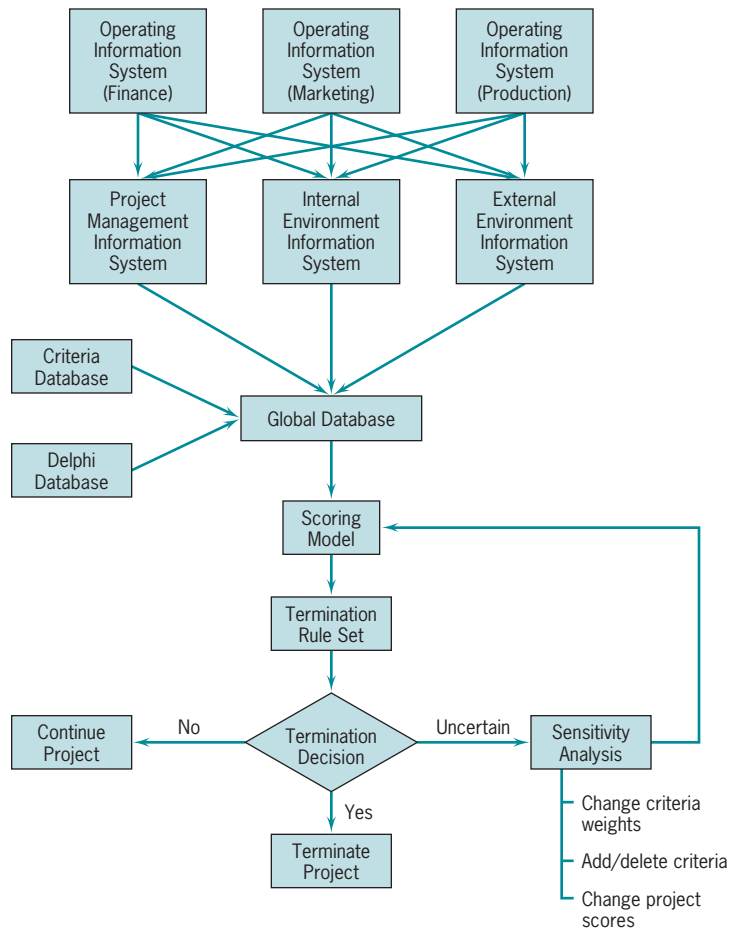 Operating
Information
System
(Finance)
Operating
Information
System
(Marketing)
Operating
Information
System
(Production)
Project
Management
Information
System
Internal
Environment
Information
System
External
Environment
Information
System
Criteria
Database
Global Database
Delphi
Database
Scoring
Model
Termination
Rule Set
Continue
Project
No
Termination
Decision
Uncertain
Sensitivity
Analysis
Yes
Terminate
Project
Change criteria
weights
Add/delete criteria
Change project
scores